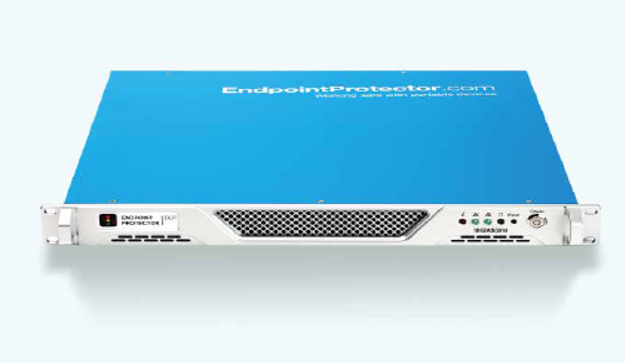 EndpointProtector.com
Working safe with portable devices
ENDPOINT
PROTECTOR | DLP